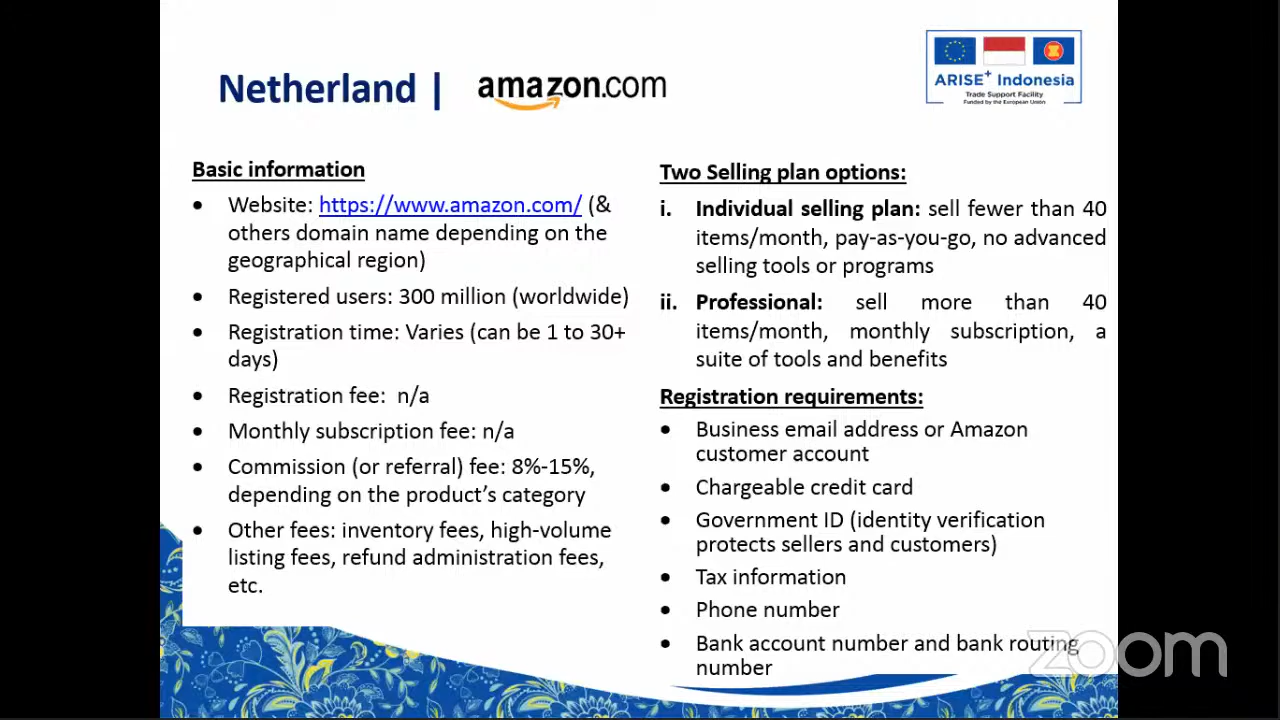 Netherland | amazon.com
ARISE+ Indonesia
Trade Support Facility
Funded by the European Union
Basic information
• Website: https://www.amazon.com/ (&
others domain name depending on the
geographical region)
• Registered users: 300 million (worldwide)
• Registration time: Varies (can be 1 to 30+
days)
• Registration fee: n/a
• Monthly subscription fee: n/a
• Commission (or referral) fee: 8%-15%,
depending on the product's category
• Other fees: inventory fees, high-volume
listing fees, refund administration fees,
etc.
Two Selling plan options:
i. Individual selling plan: sell fewer than 40
items/month, pay-as-you-go, no advanced
selling tools or programs
ii. Professional: sell more than 40
items/month, monthly subscription, a
suite of tools and benefits
Registration requirements:
• Business email address or Amazon
customer account
• Chargeable credit card
• Government ID (identity verification
protects sellers and customers)
• Tax information
• Phone number
• Bank account number and bank routing
number
zoom